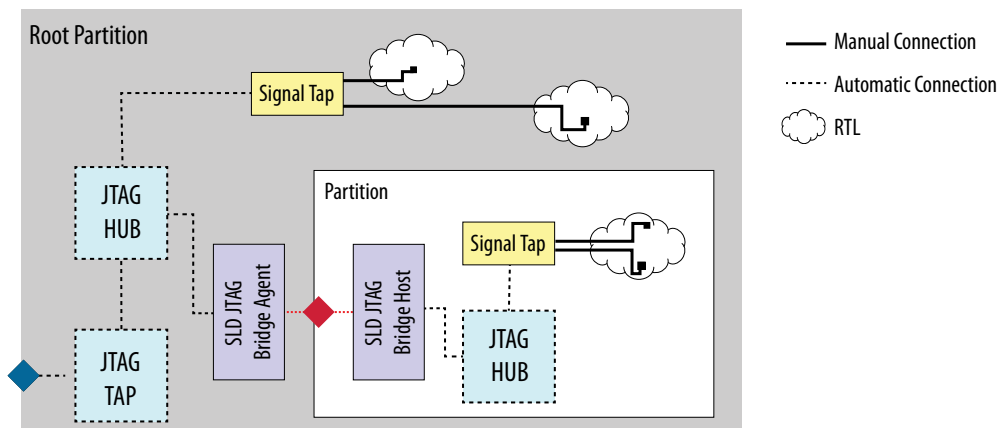 Root Partition
Manual Connection
Automatic Connection
RTL
Signal Tap
JTAG
HUB
Partition
Signal Tap
SLD JTAG
Bridge Agent
SLD JTAG
Bridge Host
JTAG
HUB
JTAG
TAP